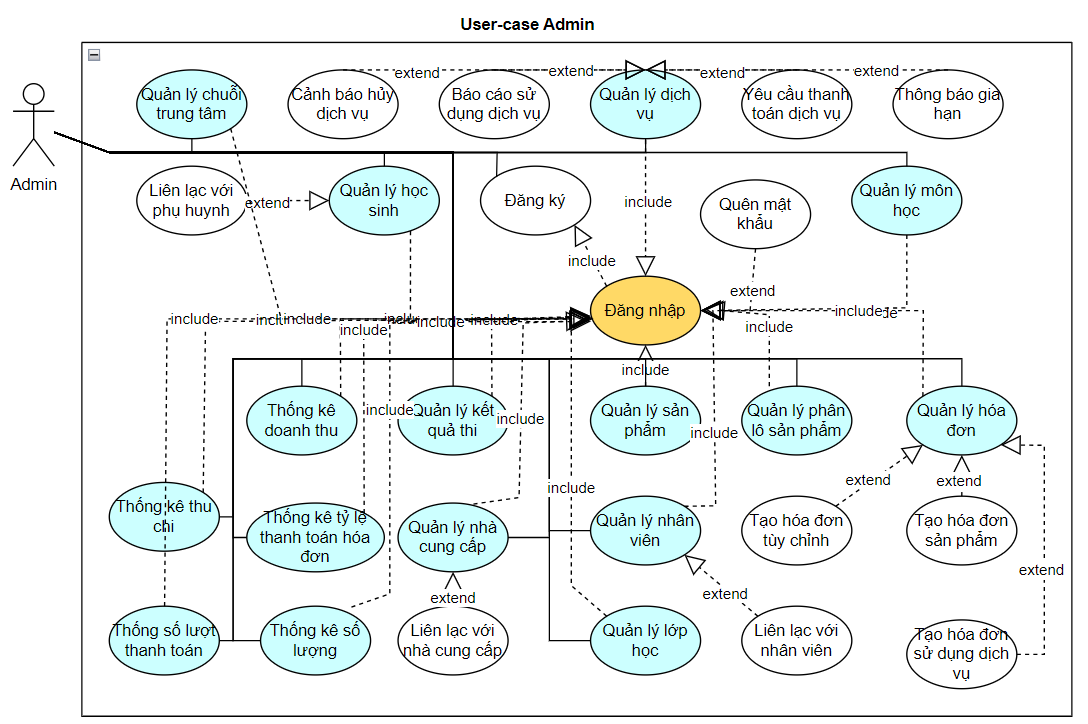 User-case Admin
extend
extend
extend
extend
Quản lý chuỗi
trung tâm
Cảnh báo hủy
dịch vụ
Báo cáo sử
dụng dịch vụ
Quản lý dịch
vụ
Yêu cầu thanh
toán dịch vụ
Thông báo gia
hạn
Admin
Liên lạc với
phụ huynh
extend
Quản lý học
sinh
Đăng ký
include
Quên mật
khẩu
Quản lý môn
học
include
extend
Đăng nhập
include
include
include
include
include
include
include
include
include
include
Thống kê
doanh thu
include
Quản lý kết
quả thi
include
Quản lý sản
phẩm
include
Quản lý phân
lô sản phẩm
Quản lý hóa
đơn
extend
extend
include
Thống kê thu
chi
Thống kê tỷ lệ
thanh toán hóa
đơn
Quản lý nhà
cung cấp
Quản lý nhân
viên
Tạo hóa đơn
tùy chỉnh
Tạo hóa đơn
sản phẩm
extend
extend
extend
Thống số lượt
thanh toán
Thống kê số
lượng
Liên lạc với
nhà cung cấp
Quản lý lớp
học
Liên lạc với
nhân viên
Tạo hóa đơn
sử dụng dịch
vụ